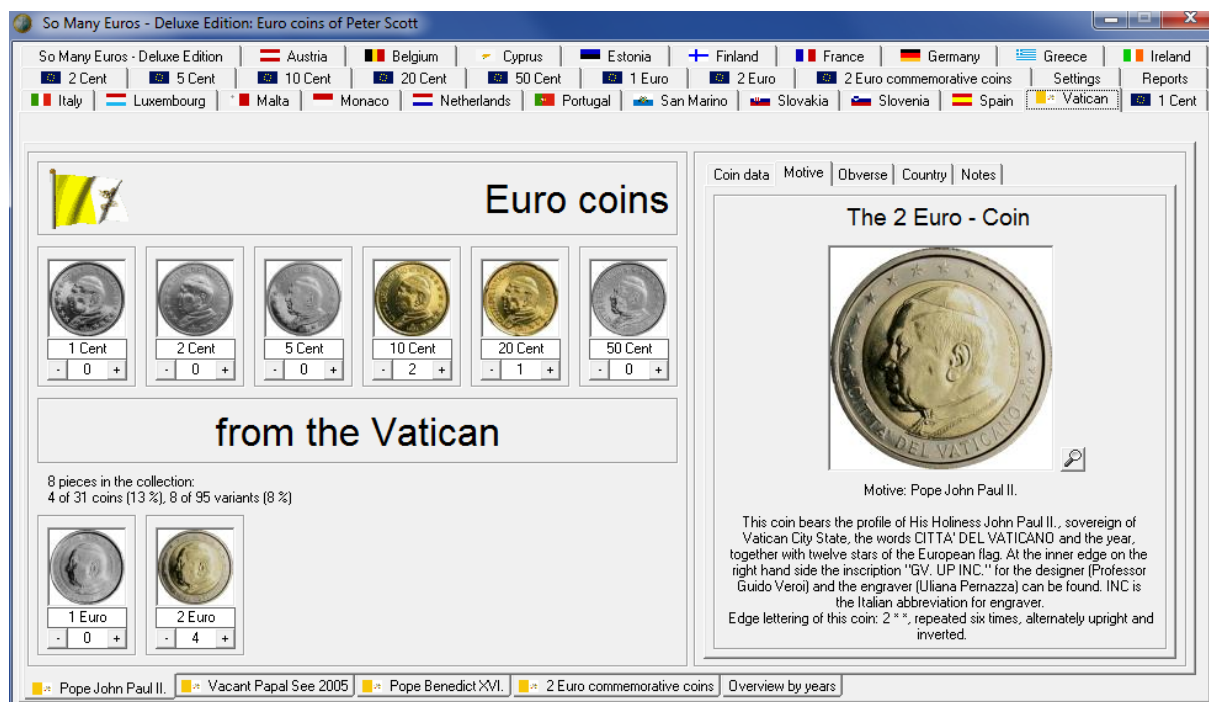 So Many Euros - Deluxe Edition: Euro coins of Peter Scott
So Many Euros - Deluxe Edition Austria Belgium Cyprus Estonia Finland France Germany Greece Ireland
2 Cent 5 Cent 10 Cent 20 Cent 50 Cent 1 Euro 2 Euro 2 Euro commemorative coins Settings Reports
Italy Luxembourg Malta Monaco Netherlands Portugal San Marino Slovakia Slovenia Spain Vatican 1 Cent
Euro coins
1 Cent 2 Cent 5 Cent 10 Cent 20 Cent 50 Cent
- 0 + - 0 + - 0 + - 2 + - 1 + - 0 +
from the Vatican
8 pieces in the collection:
4 of 31 coins (13 %), 8 of 95 variants (8 %)
1 Euro 2 Euro
- 0 + - 4 +
Coin data Motive Obverse Country Notes
The 2 Euro - Coin
CITTA' DEL VATICANO
Motive: Pope John Paul II.
This coin bears the profile of His Holiness John Paul II., sovereign of
Vatican City State, the words CITTA' DEL VATICANO and the year,
together with twelve stars of the European flag. At the inner edge on the
right hand side the inscription "GV. UP INC." for the designer (Professor
Guido Veroi) and the engraver (Uliana Pernazza) can be found. INC is
the Italian abbreviation for engraver.
Edge lettering of this coin: 2 * *, repeated six times, alternately upright and
inverted.
Pope John Paul II. Vacant Papal See 2005 Pope Benedict XVI. 2 Euro commemorative coins Overview by years